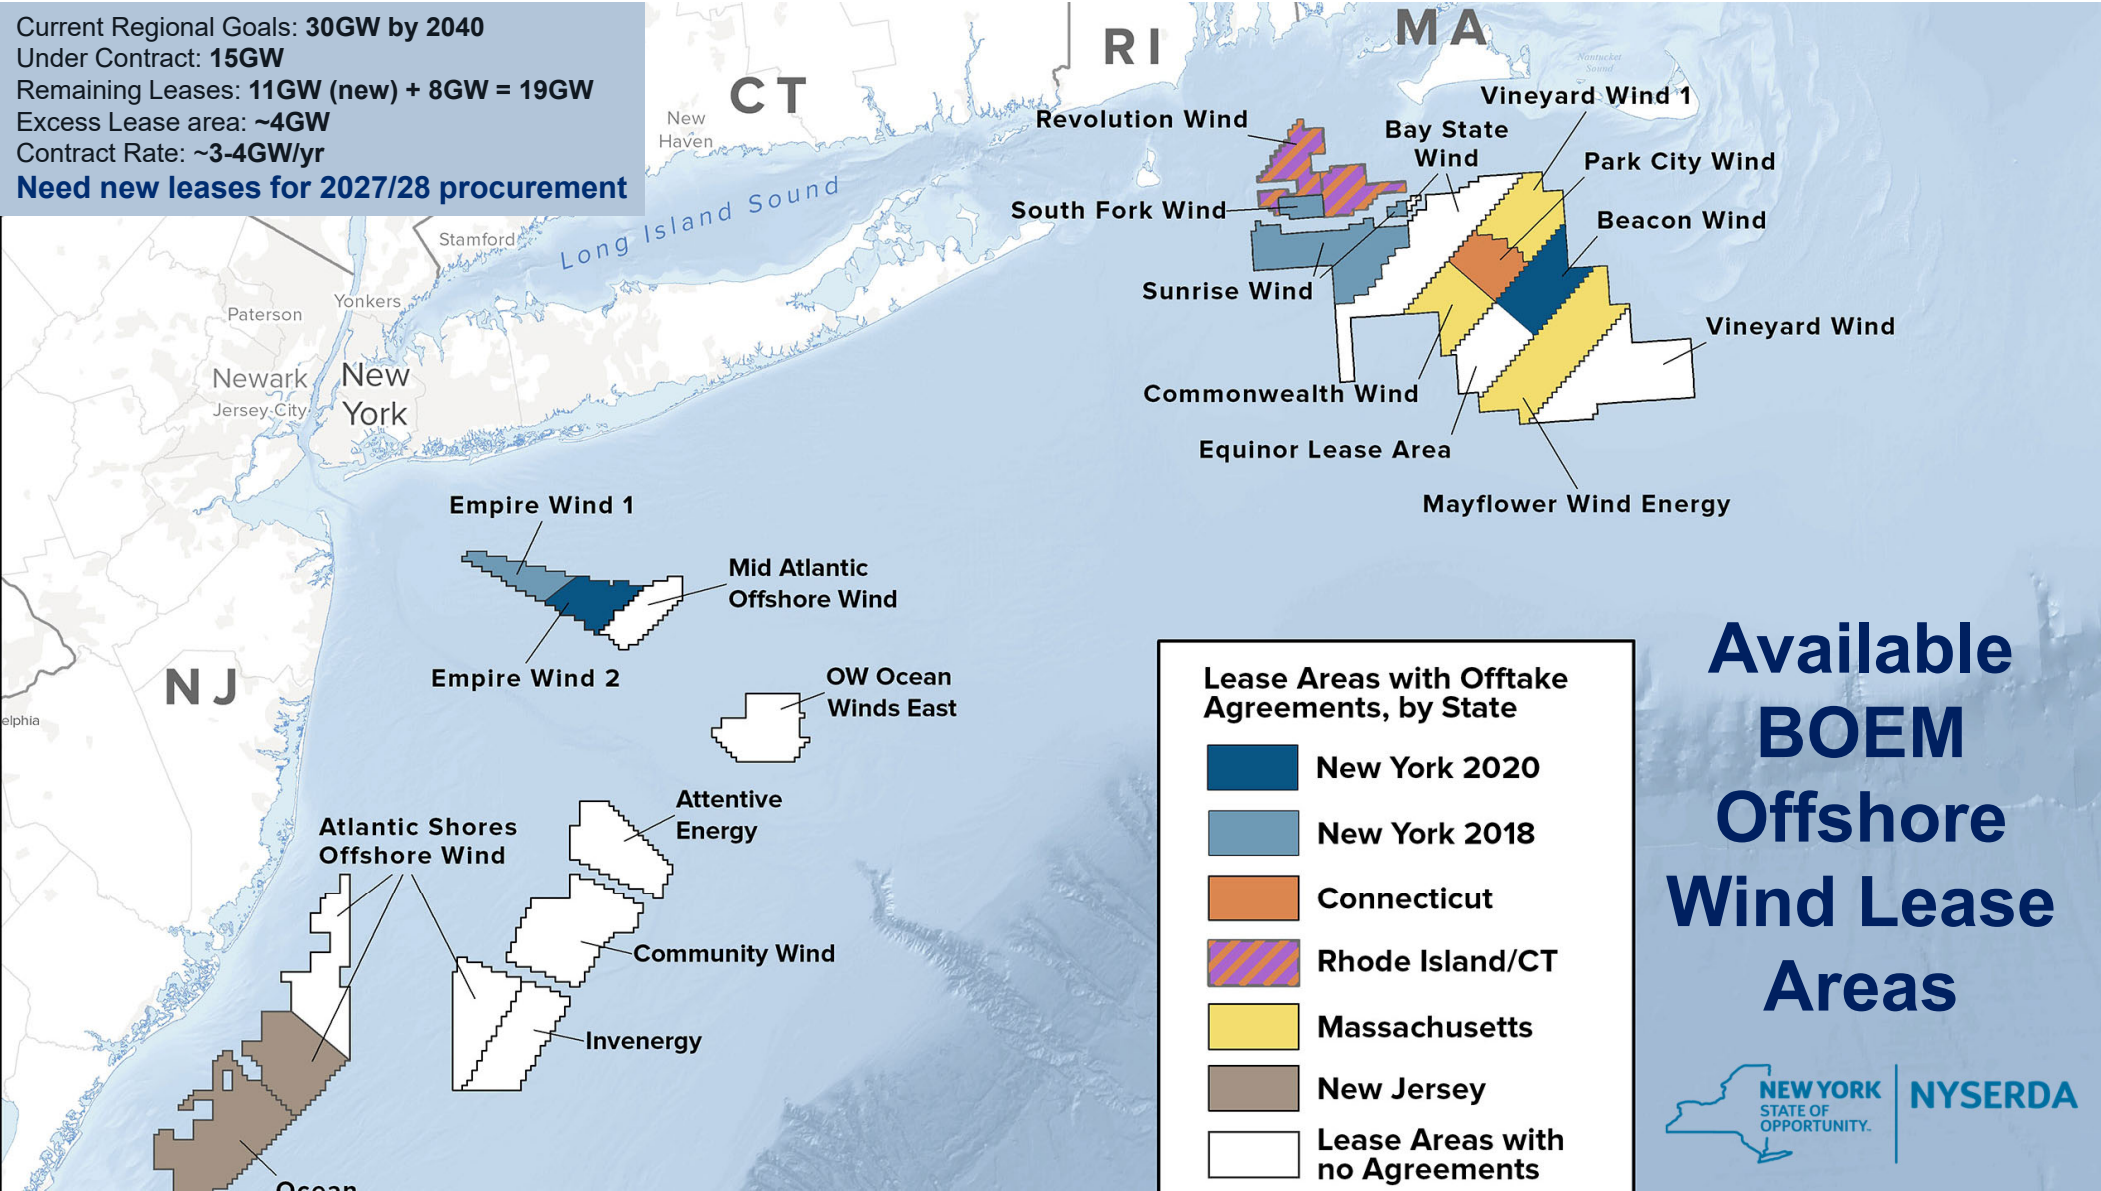 Current Regional Goals: 30GW by 2040
Under Contract: 15GW
Remaining Leases: 11GW (new) + 8GW = 19GW
Excess Lease area: ~4GW
Contract Rate: ~3-4GW/yr
Need new leases for 2027/28 procurement
CT
RI
MA
Nantucket
Sound
New
Haven
Long Island Sound
Stamford
Yonkers
Paterson
Newark
Jersey City
New
York
NJ
elphia
Revolution Wind
Vineyard Wind 1
Bay State
Wind
Park City Wind
South Fork Wind
Beacon Wind
Sunrise Wind
Vineyard Wind
Commonwealth Wind
Equinor Lease Area
Mayflower Wind Energy
Empire Wind 1
Mid Atlantic
Offshore Wind
Empire Wind 2
OW Ocean
Winds East
Attentive
Energy
Atlantic Shores
Offshore Wind
Community Wind
Invenergy
Ocean
Lease Areas with Offtake
Agreements, by State
New York 2020
New York 2018
Connecticut
Rhode Island/CT
Massachusetts
New Jersey
Lease Areas with
no Agreements
Available
BOEM
Offshore
Wind Lease
Areas
NEW YORK
STATE OF
OPPORTUNITY.
NYSERDA